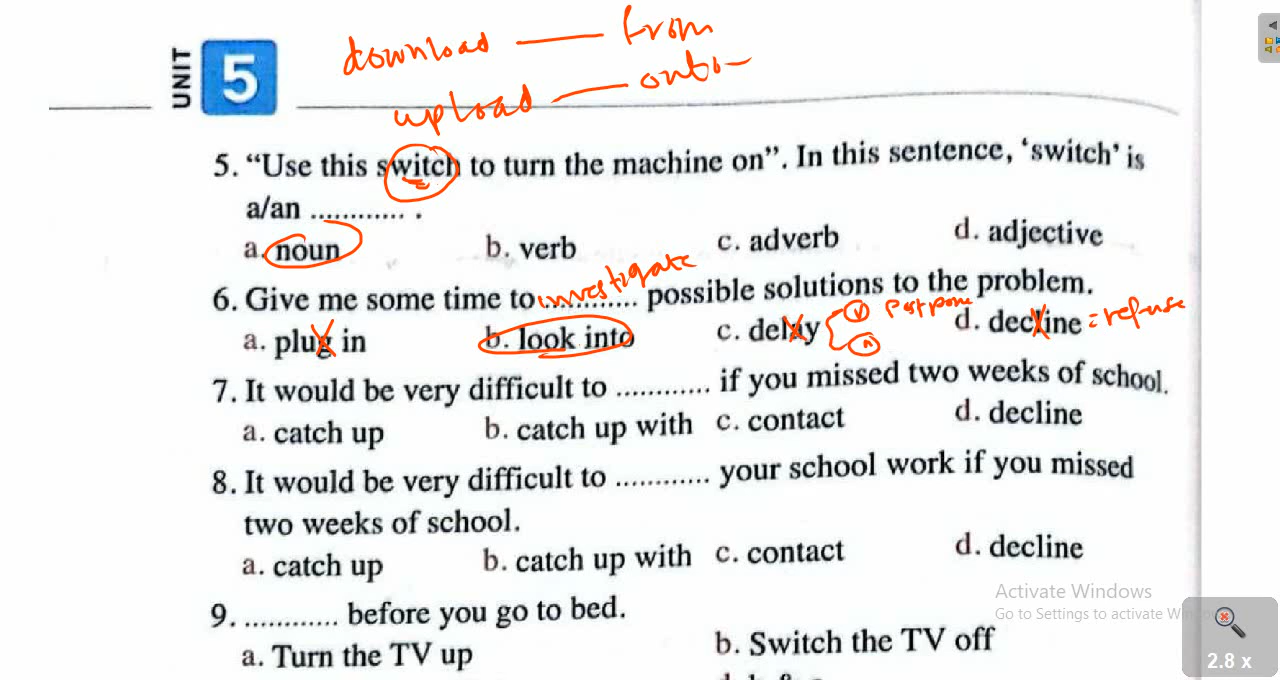 download — from
upload — onto
UNIT 5
5. “Use this switch to turn the machine on”. In this sentence, ‘switch’ is
a/an ............ .
a. noun b. verb c. adverb d. adjective
investigate
6. Give me some time to ............ possible solutions to the problem.
a. plug in b. look into c. delay v postpone n d. decline = refuse
7. It would be very difficult to ............ if you missed two weeks of school.
a. catch up b. catch up with c. contact d. decline
8. It would be very difficult to ............ your school work if you missed
two weeks of school.
a. catch up b. catch up with c. contact d. decline
Activate Windows
Go to Settings to activate
9. ............ before you go to bed.
a. Turn the TV up b. Switch the TV off
2.8 x